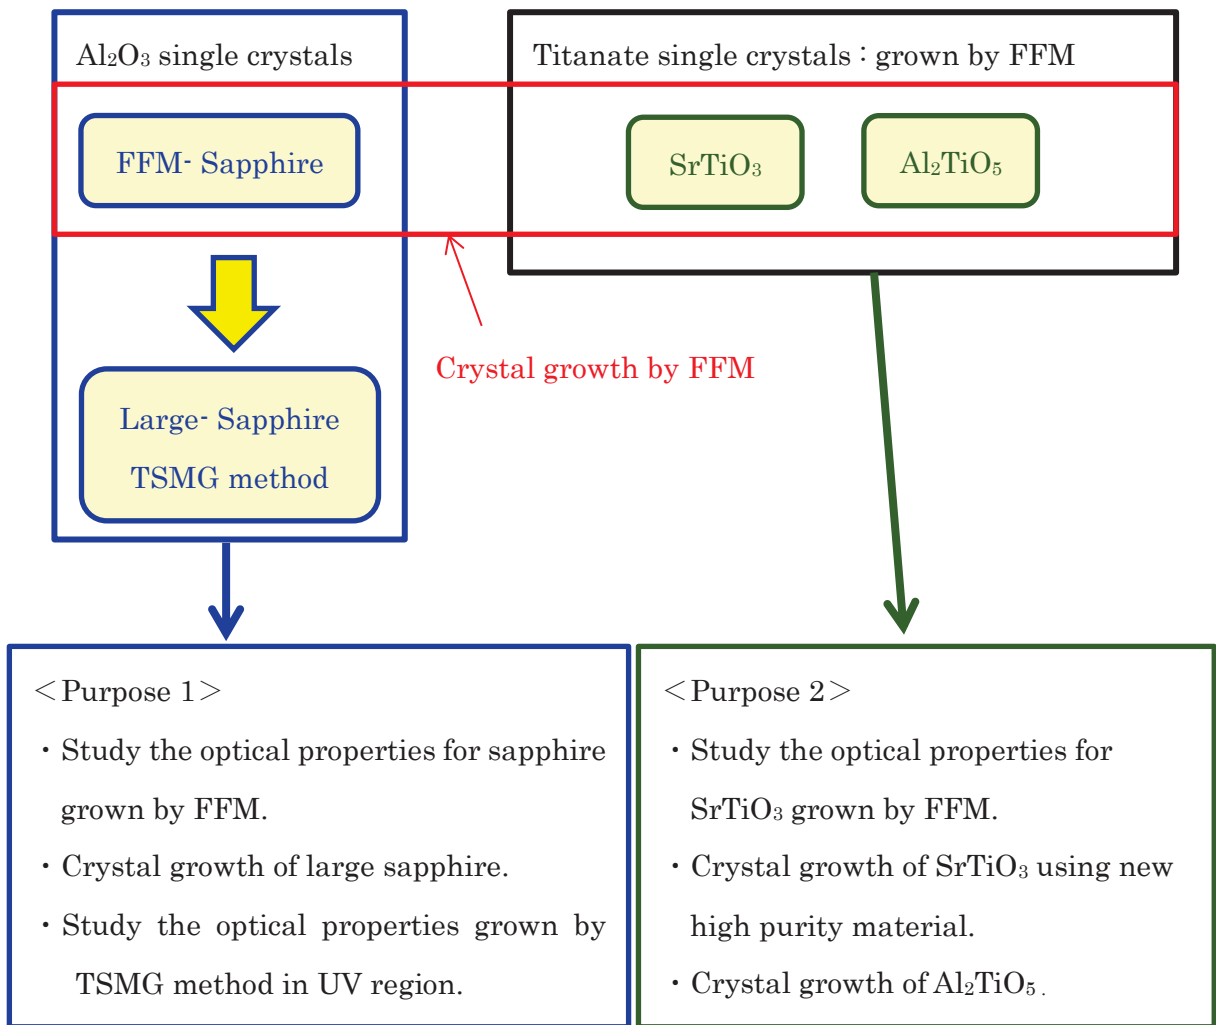 Al₂O₃ single crystals
Titanate single crystals : grown by FFM
FFM- Sapphire
SrTiO₃
Al₂TiO₅
Crystal growth by FFM
Large- Sapphire
TSMG method
<Purpose 1>
・Study the optical properties for sapphire
grown by FFM.
・Crystal growth of large sapphire.
・Study the optical properties grown by
TSMG method in UV region.
<Purpose 2>
・Study the optical properties for
SrTiO₃ grown by FFM.
・Crystal growth of SrTiO₃ using new
high purity material.
・Crystal growth of Al₂TiO₅.